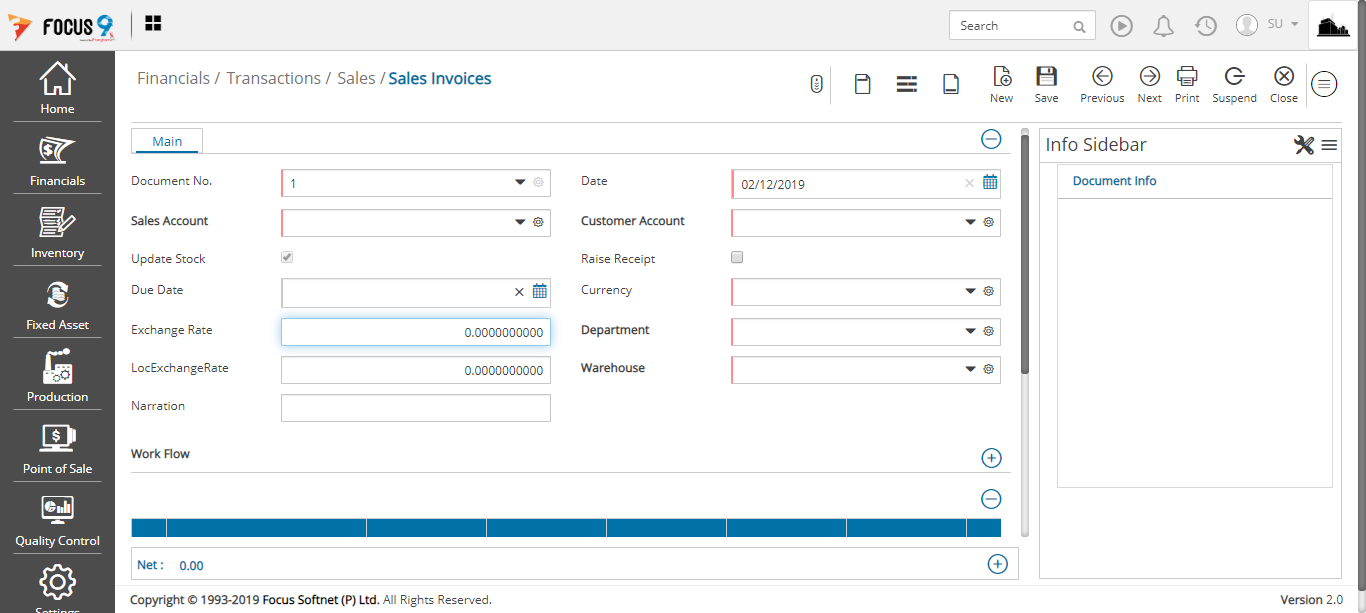 FOCUS 9
Search
SU
Home
Financials
Inventory
Fixed Asset
Production
Point of Sale
Quality Control
Settings
Financials / Transactions / Sales / Sales Invoices
New Save Previous Next Print Suspend Close
Main
Document No. 1 Date 02/12/2019
Sales Account Customer Account
Update Stock Raise Receipt
Due Date Currency
Exchange Rate 0.0000000000 Department
LocExchangeRate 0.0000000000 Warehouse
Narration
Work Flow
Net : 0.00
Info Sidebar
Document Info
Copyright © 1993-2019 Focus Softnet (P) Ltd. All Rights Reserved.
Version 2.0